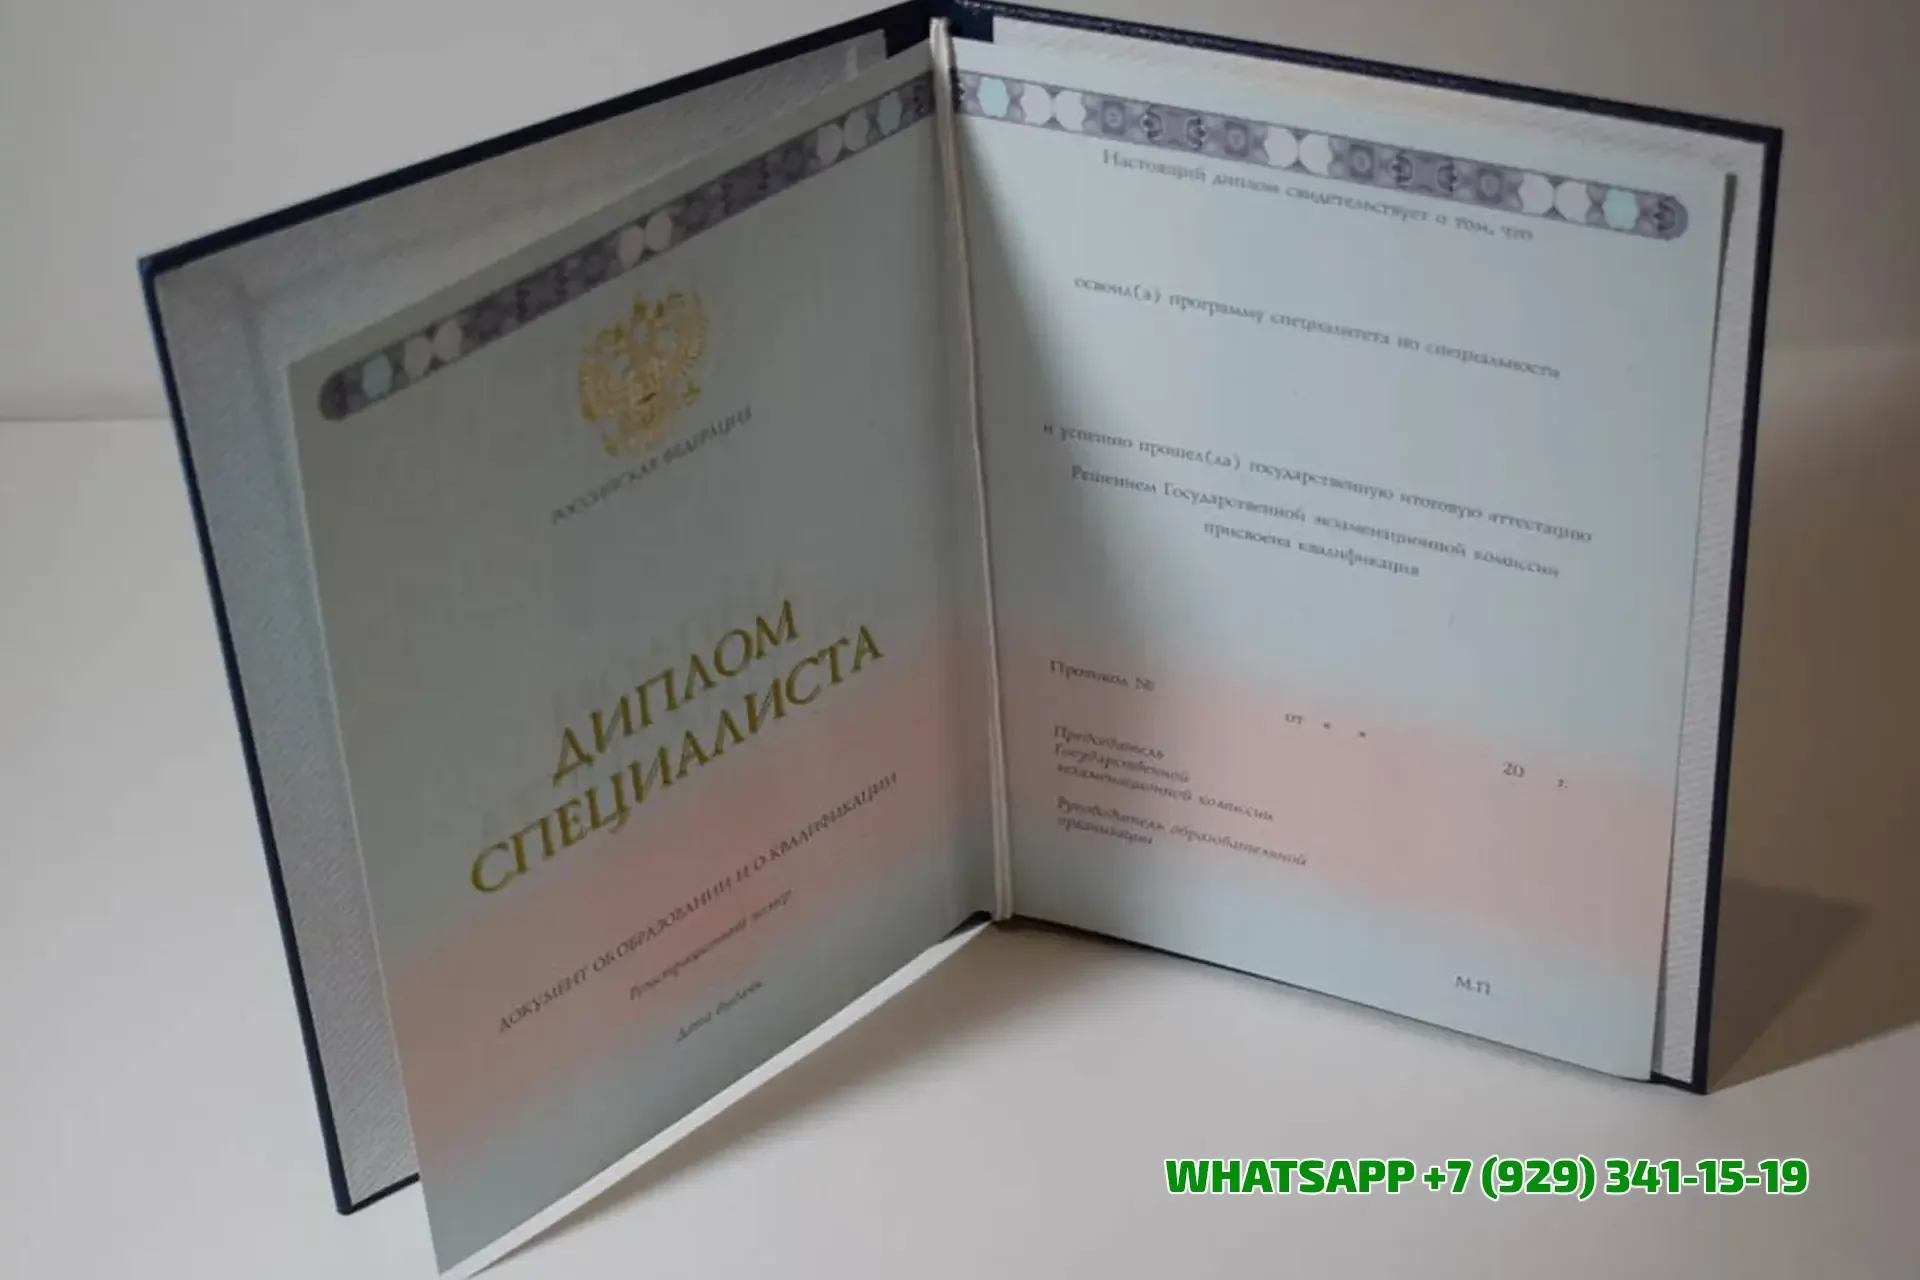 РОССИЙСКАЯ ФЕДЕРАЦИЯ
ДИПЛОМ
СПЕЦИАЛИСТА
ДОКУМЕНТ ОБ ОБРАЗОВАНИИ И О КВАЛИФИКАЦИИ
Регистрационный номер
Дата выдачи
Настоящий диплом свидетельствует о том, что
освоил(а) программу специалитета по специальности
и успешно прошел(ла) государственную итоговую аттестацию
Решением Государственной экзаменационной комиссии
присвоена квалификация
Протокол №
от « »
20 г.
Председатель
Государственной
экзаменационной комиссии
Руководитель образовательной
организации
М.П.
WHATSAPP +7 (929) 341-15-19